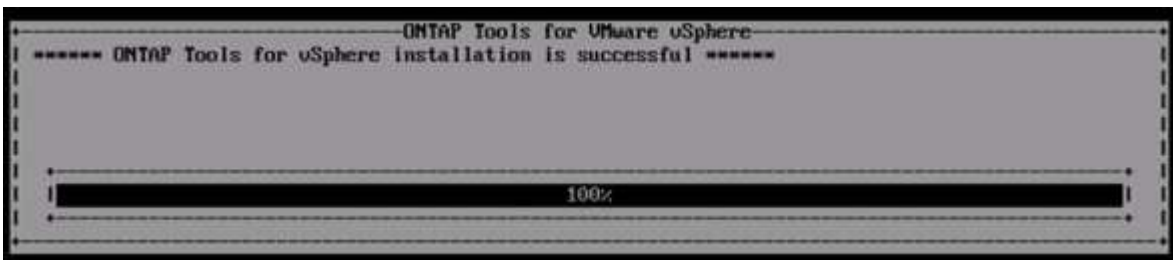 ONTAP Tools for VMware vSphere
****** ONTAP Tools for vSphere installation is successful ******
100%